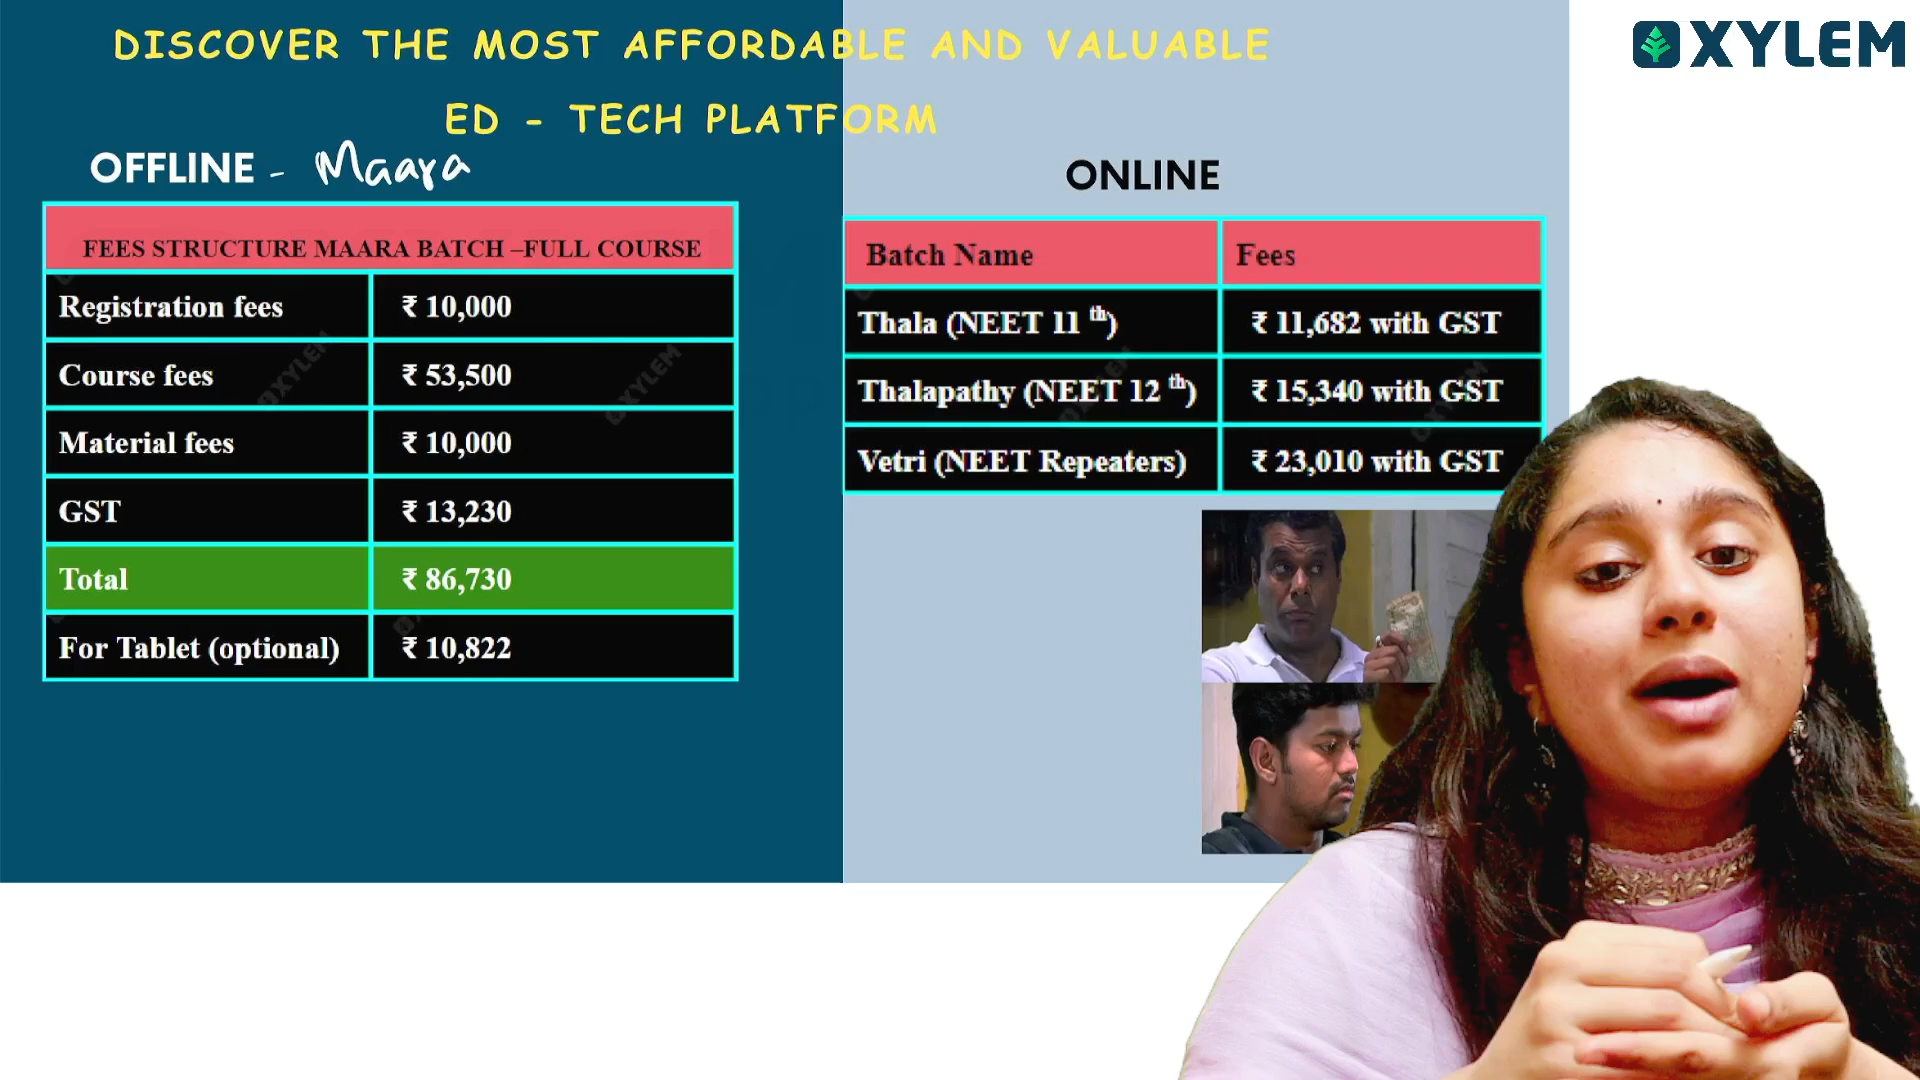 DISCOVER THE MOST AFFORDABLE AND VALUABLE
ED - TECH PLATFORM
XYLEM
OFFLINE - Maara
FEES STRUCTURE MAARA BATCH –FULL COURSE
Registration fees ₹ 10,000
Course fees ₹ 53,500
Material fees ₹ 10,000
GST ₹ 13,230
Total ₹ 86,730
For Tablet (optional) ₹ 10,822
ONLINE
Batch Name Fees
Thala (NEET 11 th) ₹ 11,682 with GST
Thalapathy (NEET 12 th) ₹ 15,340 with GST
Vetri (NEET Repeaters) ₹ 23,010 with GST